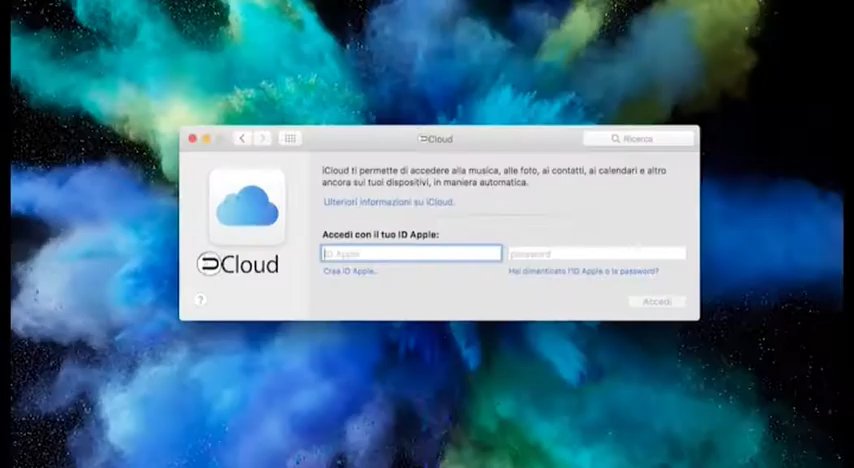 ⊃Cloud
Ricerca
iCloud ti permette di accedere alla musica, alle foto, ai contatti, ai calendari e altro
ancora sui tuoi dispositivi, in maniera automatica.
Ulteriori informazioni su iCloud.
Accedi con il tuo ID Apple:
ID Apple
password
⊃Cloud
Crea ID Apple...
Hai dimenticato l'ID Apple o la password?
?
Accedi